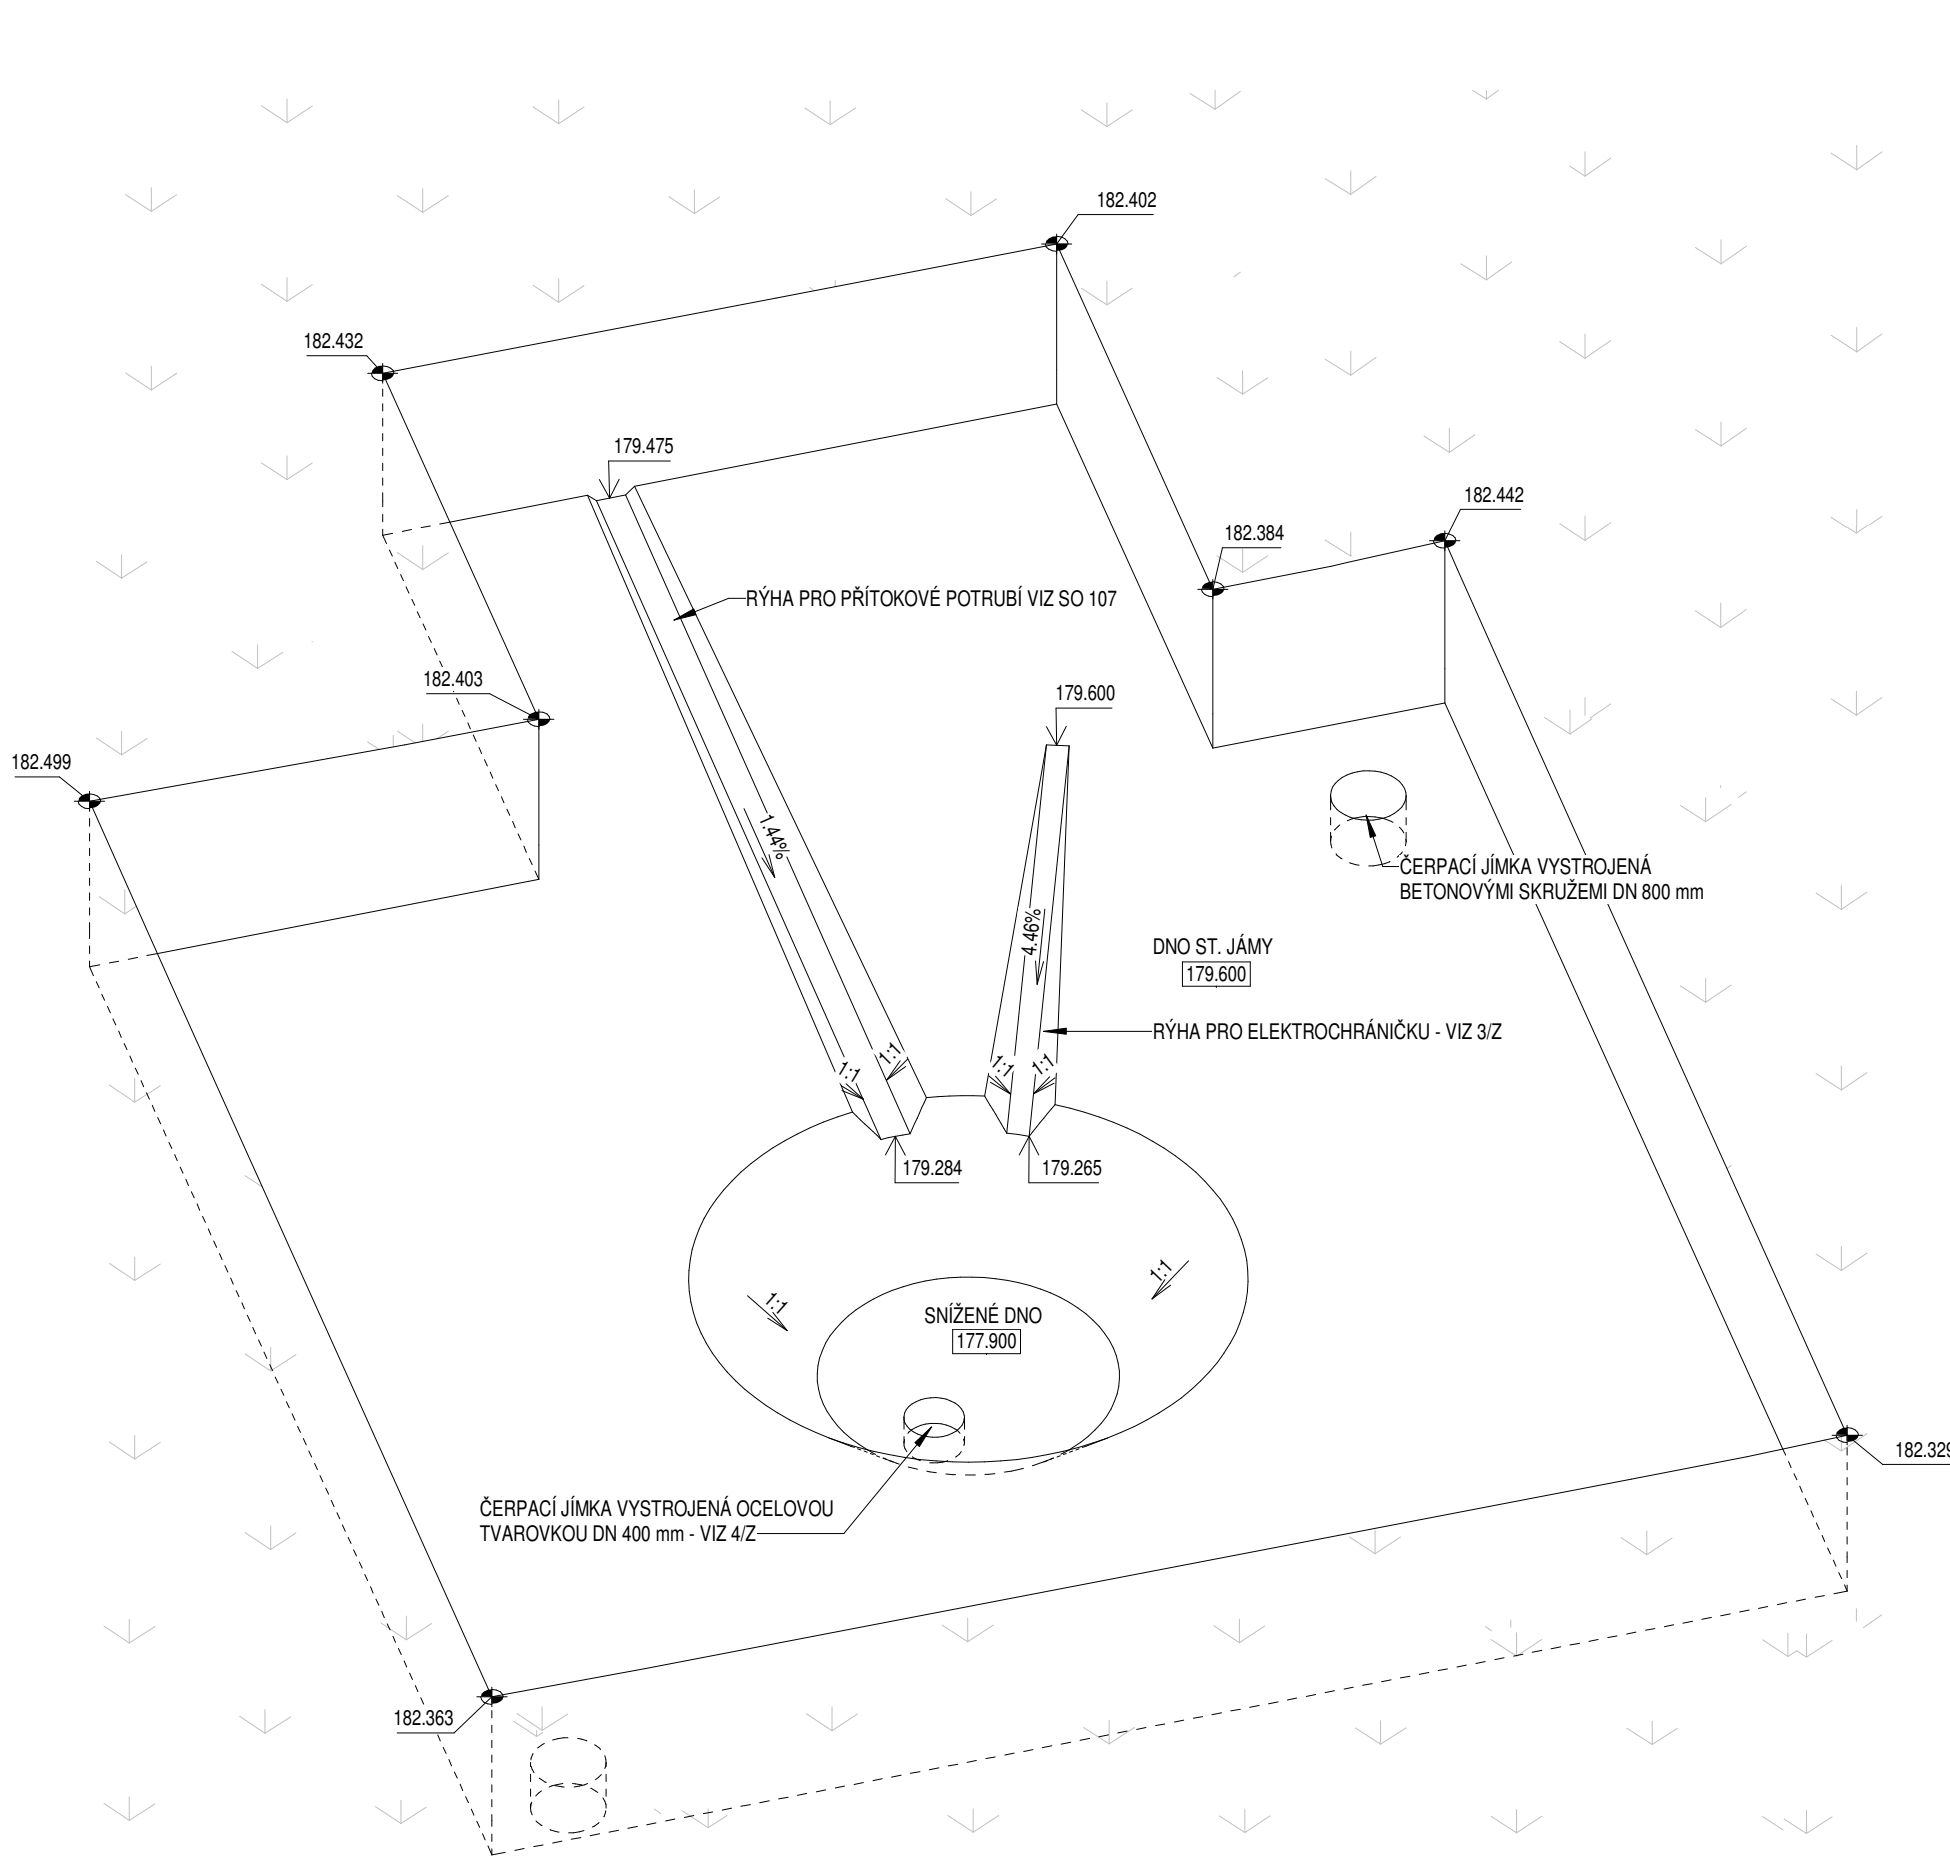 182.402
182.432
179.475
182.442
182.384
RÝHA PRO PŘÍTOKOVÉ POTRUBÍ VIZ SO 107
182.403
179.600
182.499
1.44%
ČERPACÍ JÍMKA VYSTROJENÁ
BETONOVÝMI SKRUŽEMI DN 800 mm
4.46%
DNO ST. JÁMY
179.600
RÝHA PRO ELEKTROCHRÁNIČKU - VIZ 3/Z
1:1
1:1
1:1
1:1
179.284
179.265
1:1
1:1
SNÍŽENÉ DNO
177.900
182.329
ČERPACÍ JÍMKA VYSTROJENÁ OCELOVOU
TVAROVKOU DN 400 mm - VIZ 4/Z
182.363